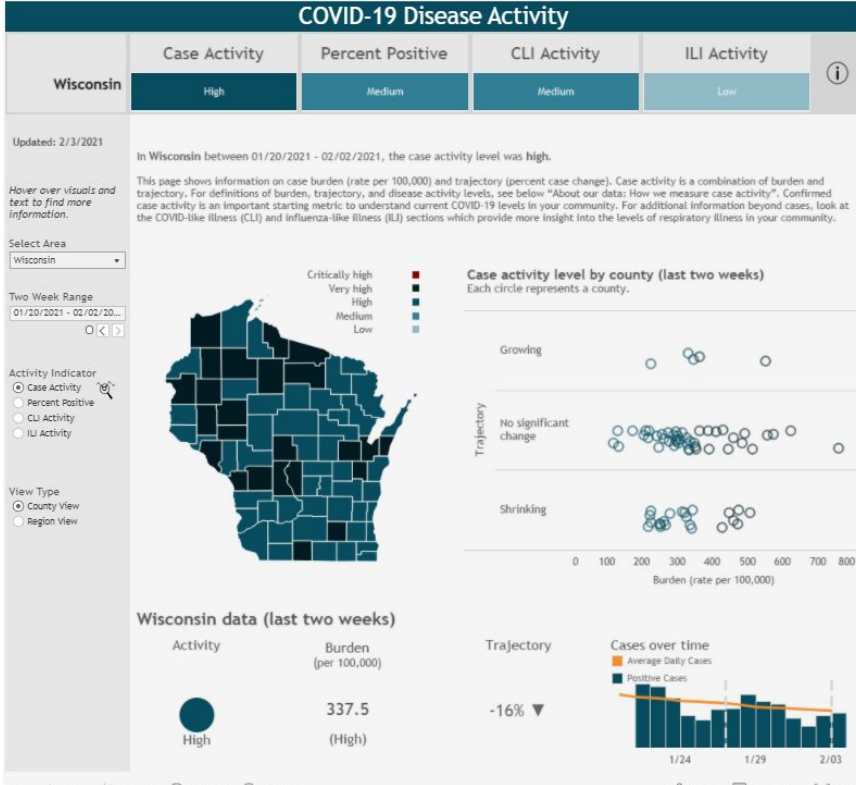 COVID-19 Disease Activity
Case Activity
Percent Positive
CLI Activity
ILI Activity
Wisconsin
High
Medium
Medium
Low
Updated: 2/3/2021
In Wisconsin between 01/20/2021 - 02/02/2021, the case activity level was high.
Hover over visuals and
text to find more
information.
This page shows information on case burden (rate per 100,000) and trajectory (percent case change). Case activity is a combination of burden and
trajectory. For definitions of burden, trajectory, and disease activity levels, see below "About our data: How we measure case activity". Confirmed
case activity is an important starting metric to understand current COVID-19 levels in your community. For additional information beyond cases, look at
the COVID-like illness (CLI) and influenza-like illness (ILI) sections which provide more insight into the levels of respiratory illness in your community.
Select Area
Wisconsin
Two Week Range
01/20/2021 - 02/02/20...
Activity Indicator
Case Activity
Percent Positive
CLI Activity
ILI Activity
View Type
County View
Region View
Critically high
Very high
High
Medium
Low
Case activity level by county (last two weeks)
Each circle represents a county.
Trajectory
Growing
No significant
change
Shrinking
0 100 200 300 400 500 600 700 800
Burden (rate per 100,000)
Wisconsin data (last two weeks)
Activity
High
Burden
(per 100,000)
337.5
(High)
Trajectory
-16% ▼
Cases over time
Average Daily Cases
Positive Cases
1/24 1/29 2/03